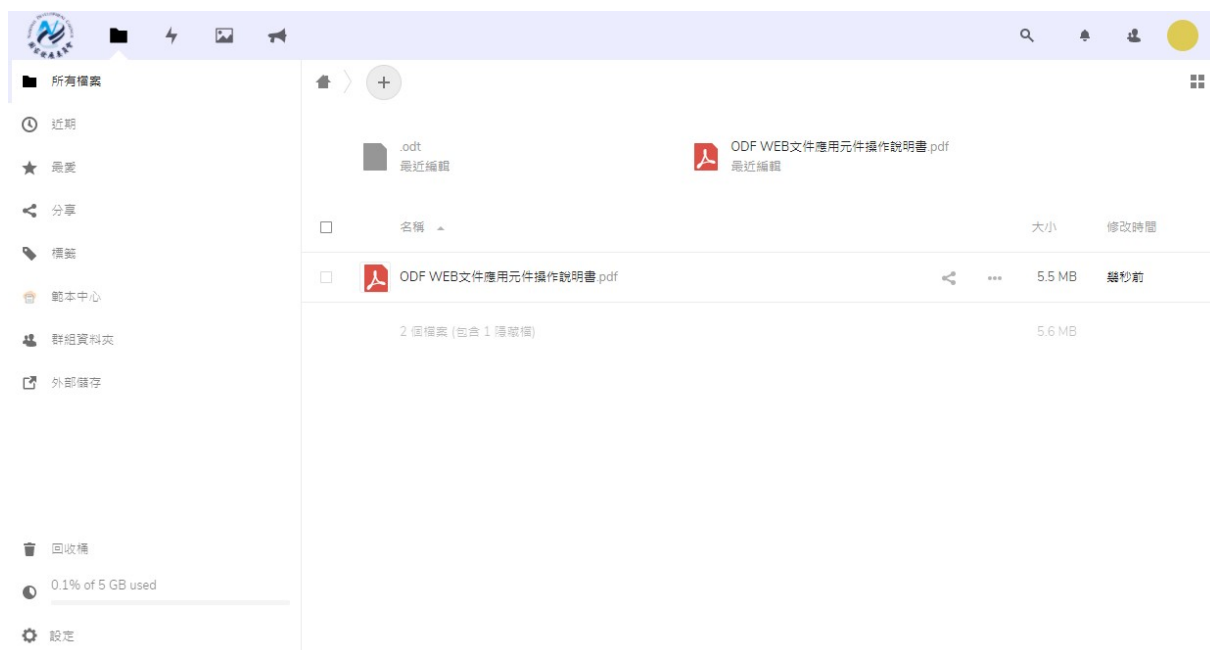 所有檔案
近期
最愛
分享
標籤
範本中心
群組資料夾
外部儲存
回收桶
0.1% of 5 GB used
設定
.odt
最近編輯
ODF WEB文件應用元件操作說明書.pdf
最近編輯
名稱 大小 修改時間
ODF WEB文件應用元件操作說明書.pdf 5.5 MB 幾秒前
2 個檔案 (包含 1 隱藏檔) 5.6 MB